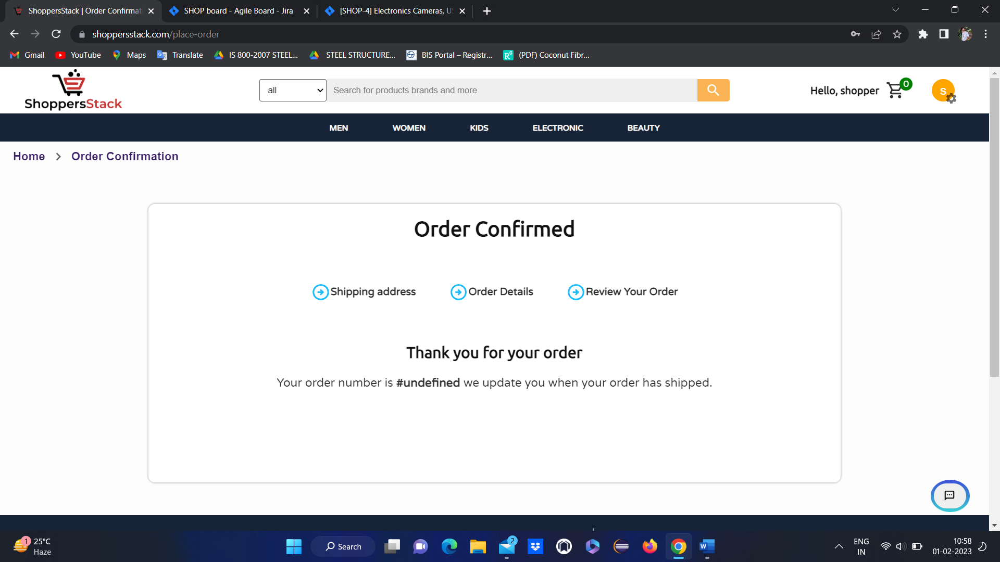 ShoppersStack | Order Confirmati
SHOP board - Agile Board - Jira
[SHOP-4] Electronics Cameras, US
shoppersstack.com/place-order
Gmail
YouTube
Maps
Translate
IS 800-2007 STEEL...
STEEL STRUCTURE...
BIS Portal – Registr...
RG
(PDF) Coconut Fibr...
ShoppersStack
all
Search for products brands and more
Hello, shopper
0
S
MEN
WOMEN
KIDS
ELECTRONIC
BEAUTY
Home > Order Confirmation
Order Confirmed
Shipping address
Order Details
Review Your Order
Thank you for your order
Your order number is #undefined we update you when your order has shipped.
1
25°C
Haze
Search
2
W
ENG
IN
10:58
01-02-2023